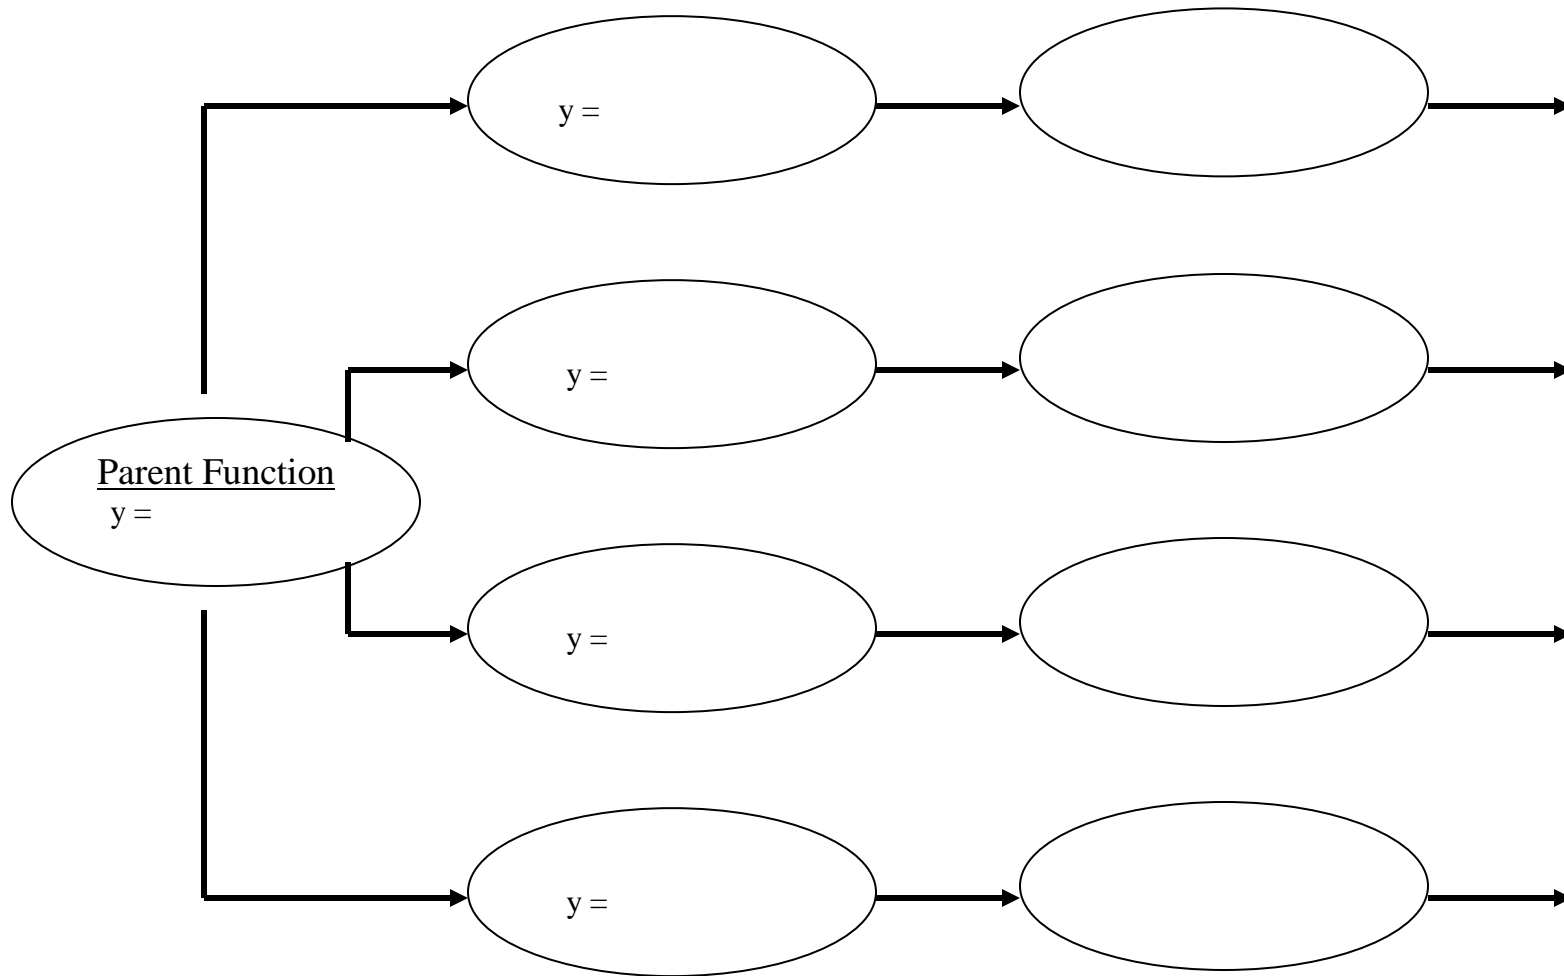 y =
y =
Parent Function
y =
y =
y =